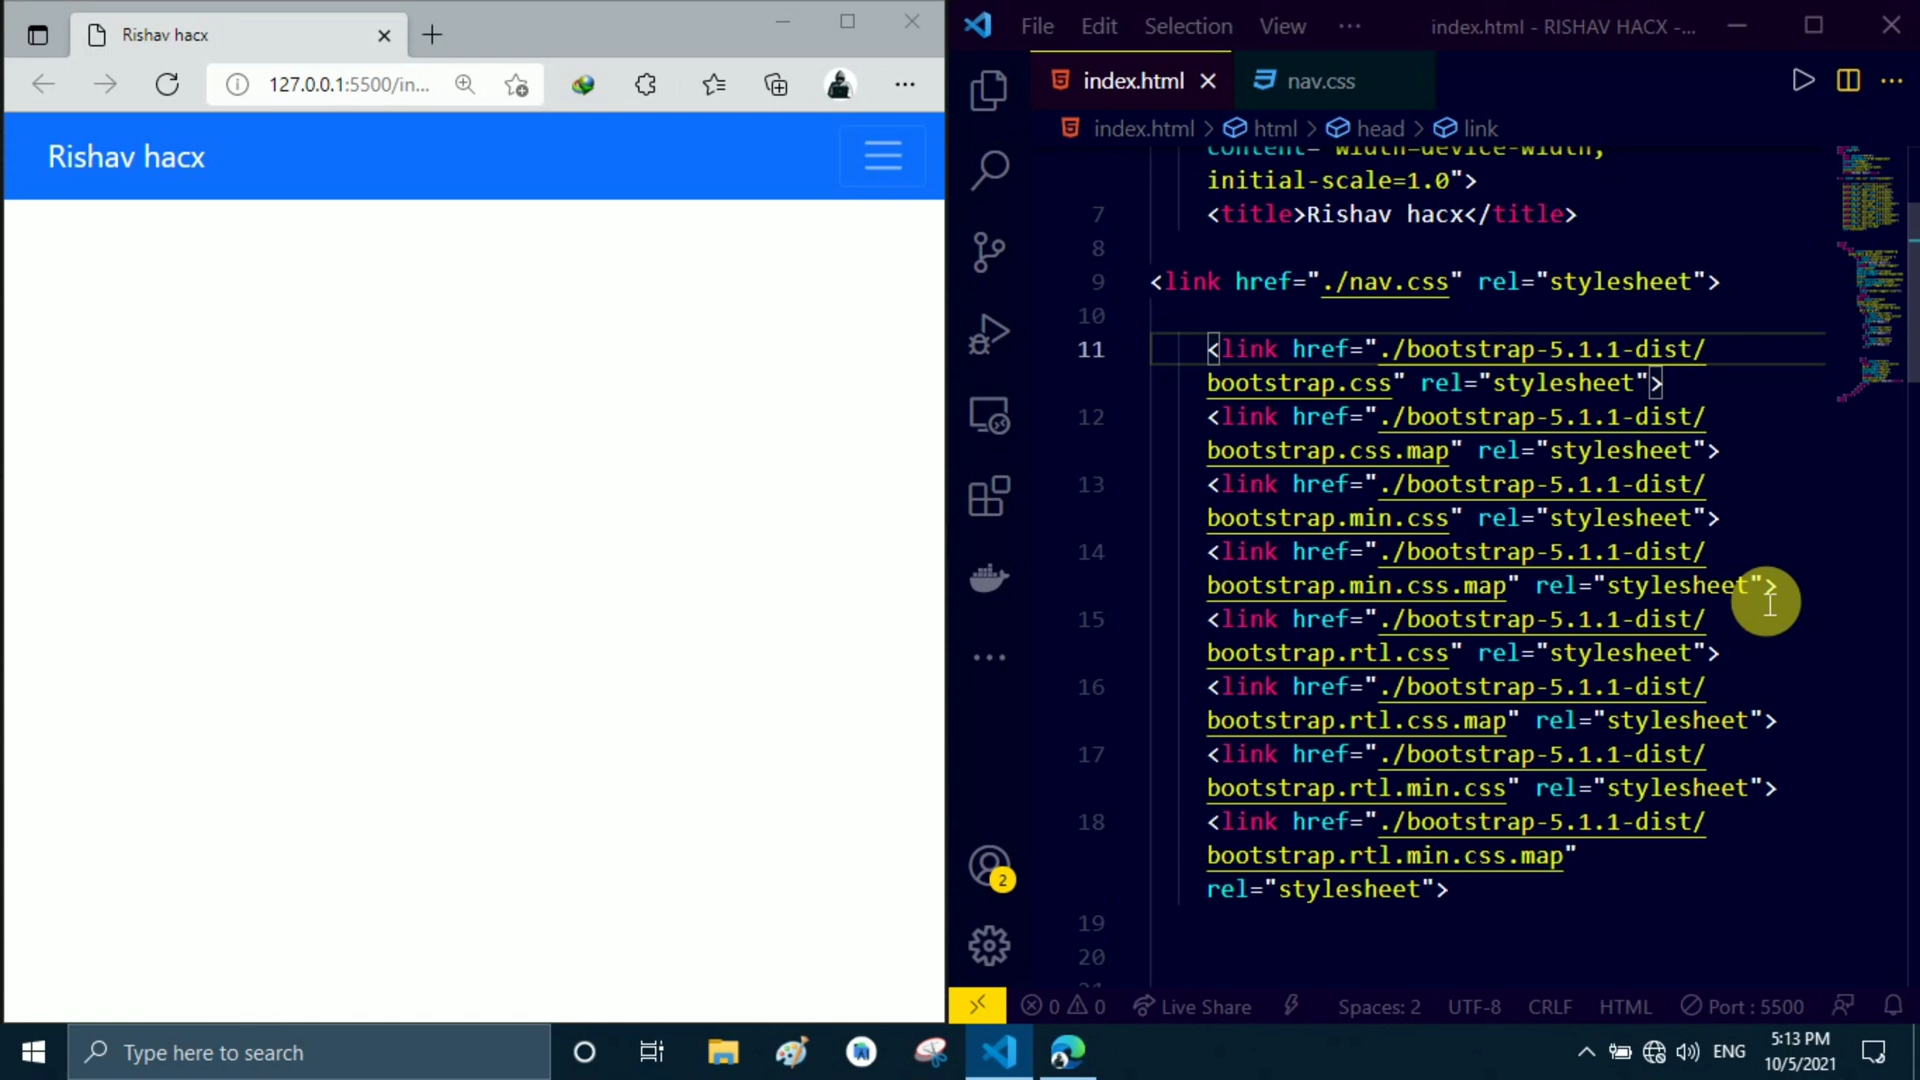 Rishav hacx
127.0.0.1:5500/in...
Rishav hacx
File Edit Selection View ··· index.html - RISHAV HACX -...
index.html nav.css
index.html > html > head > link
content="width=device-width,
initial-scale=1.0">
7 <title>Rishav hacx</title>
8
9 <link href="./nav.css" rel="stylesheet">
10
11 <link href="./bootstrap-5.1.1-dist/
bootstrap.css" rel="stylesheet">
12 <link href="./bootstrap-5.1.1-dist/
bootstrap.css.map" rel="stylesheet">
13 <link href="./bootstrap-5.1.1-dist/
bootstrap.min.css" rel="stylesheet">
14 <link href="./bootstrap-5.1.1-dist/
bootstrap.min.css.map" rel="stylesheet">
15 <link href="./bootstrap-5.1.1-dist/
bootstrap.rtl.css" rel="stylesheet">
16 <link href="./bootstrap-5.1.1-dist/
bootstrap.rtl.css.map" rel="stylesheet">
17 <link href="./bootstrap-5.1.1-dist/
bootstrap.rtl.min.css" rel="stylesheet">
18 <link href="./bootstrap-5.1.1-dist/
bootstrap.rtl.min.css.map"
rel="stylesheet">
19
20
2
0 0 Live Share Spaces: 2 UTF-8 CRLF HTML Port : 5500
Type here to search
ENG
5:13 PM
10/5/2021